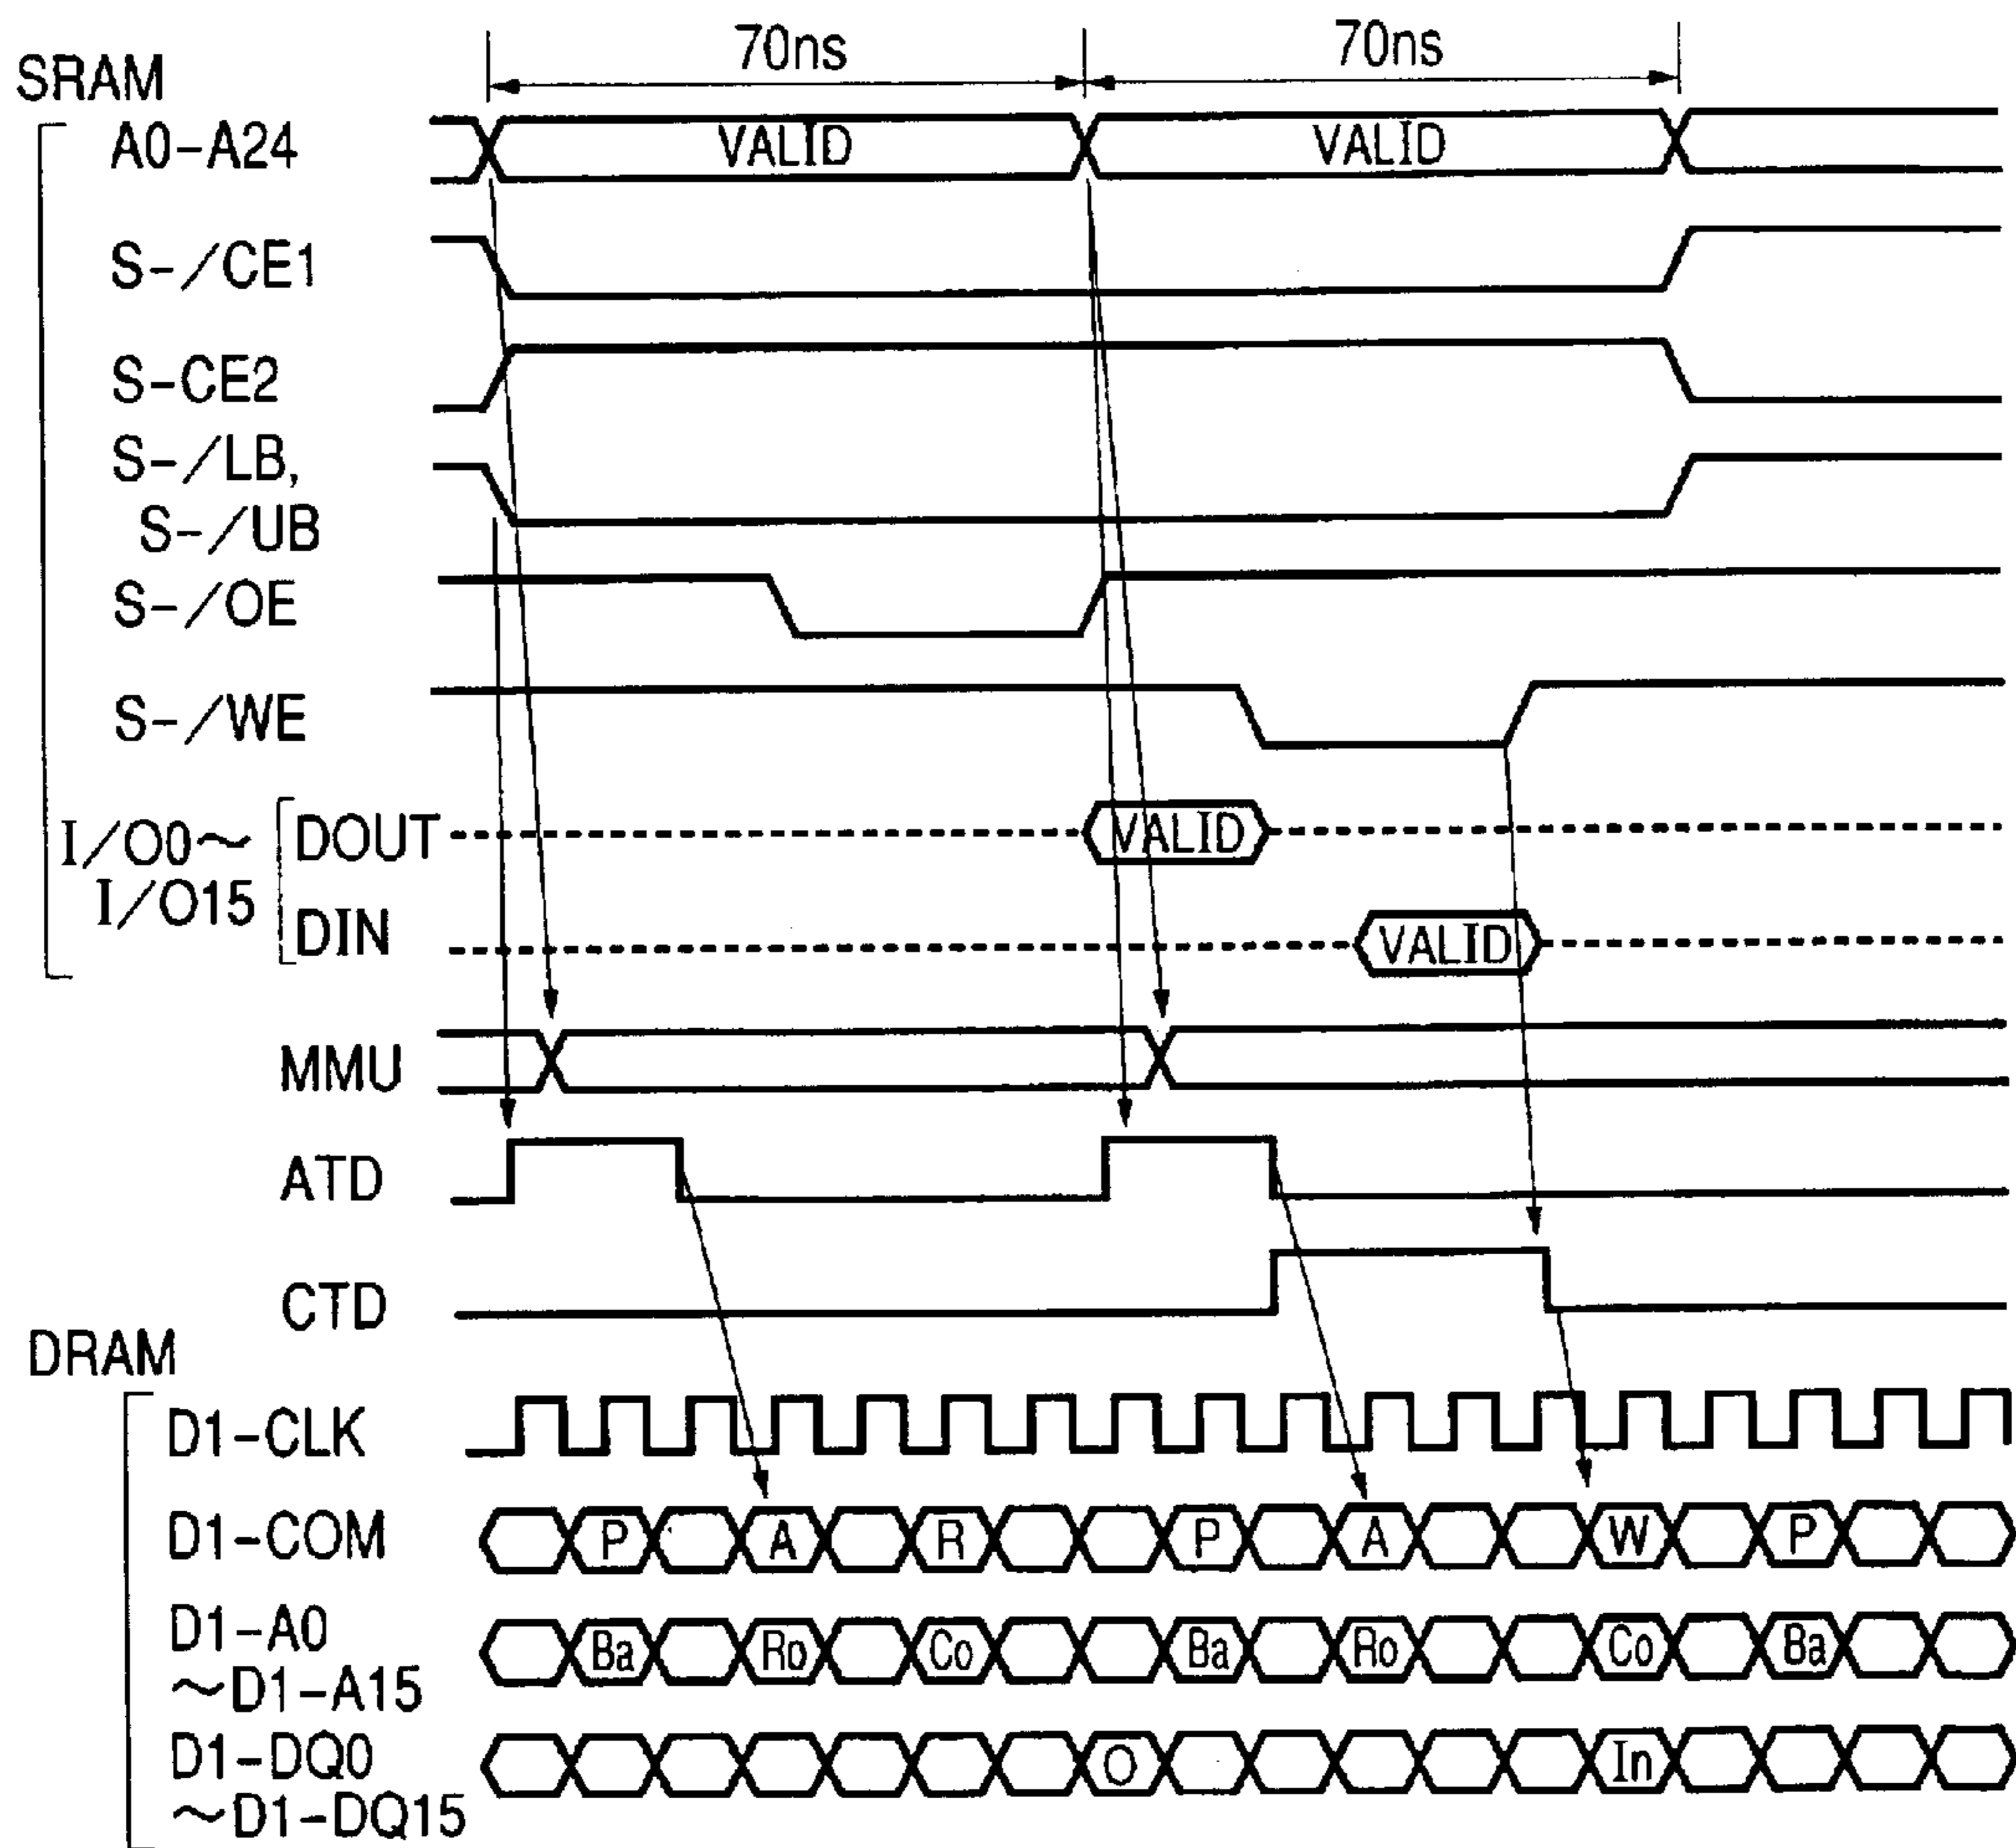 70ns 70ns
SRAM
A0-A24 VALID VALID
S-/CE1
S-CE2
S-/LB,
S-/UB
S-/OE
S-/WE
I/O0~ DOUT VALID
I/O15 DIN VALID
MMU
ATD
CTD
DRAM
D1-CLK
D1-COM P A R P A W P
D1-A0 Ba Ro Co Ba Ro Co Ba
~D1-A15
D1-DQ0 O In
~D1-DQ15